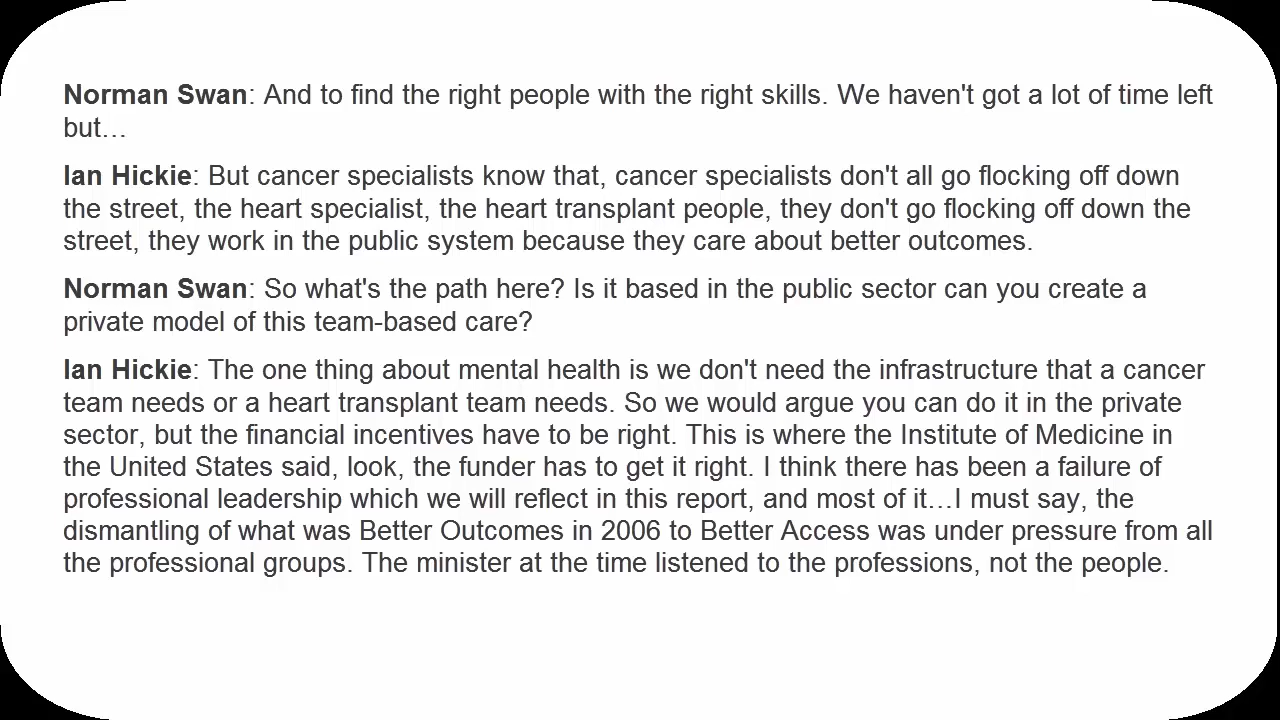 Norman Swan: And to find the right people with the right skills. We haven't got a lot of time left
but…
Ian Hickie: But cancer specialists know that, cancer specialists don't all go flocking off down
the street, the heart specialist, the heart transplant people, they don't go flocking off down the
street, they work in the public system because they care about better outcomes.
Norman Swan: So what's the path here? Is it based in the public sector can you create a
private model of this team-based care?
Ian Hickie: The one thing about mental health is we don't need the infrastructure that a cancer
team needs or a heart transplant team needs. So we would argue you can do it in the private
sector, but the financial incentives have to be right. This is where the Institute of Medicine in
the United States said, look, the funder has to get it right. I think there has been a failure of
professional leadership which we will reflect in this report, and most of it…I must say, the
dismantling of what was Better Outcomes in 2006 to Better Access was under pressure from all
the professional groups. The minister at the time listened to the professions, not the people.